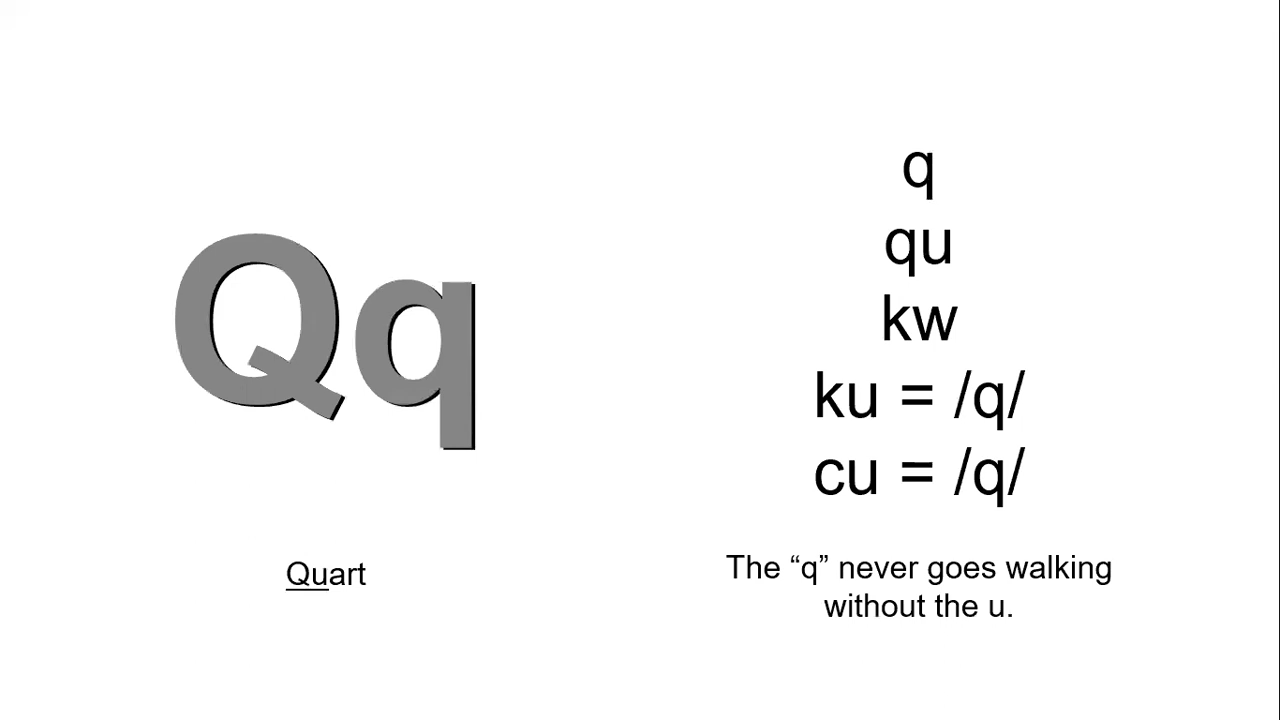 Qq
Quart
q
qu
kw
ku = /q/
cu = /q/
The “q” never goes walking
without the u.